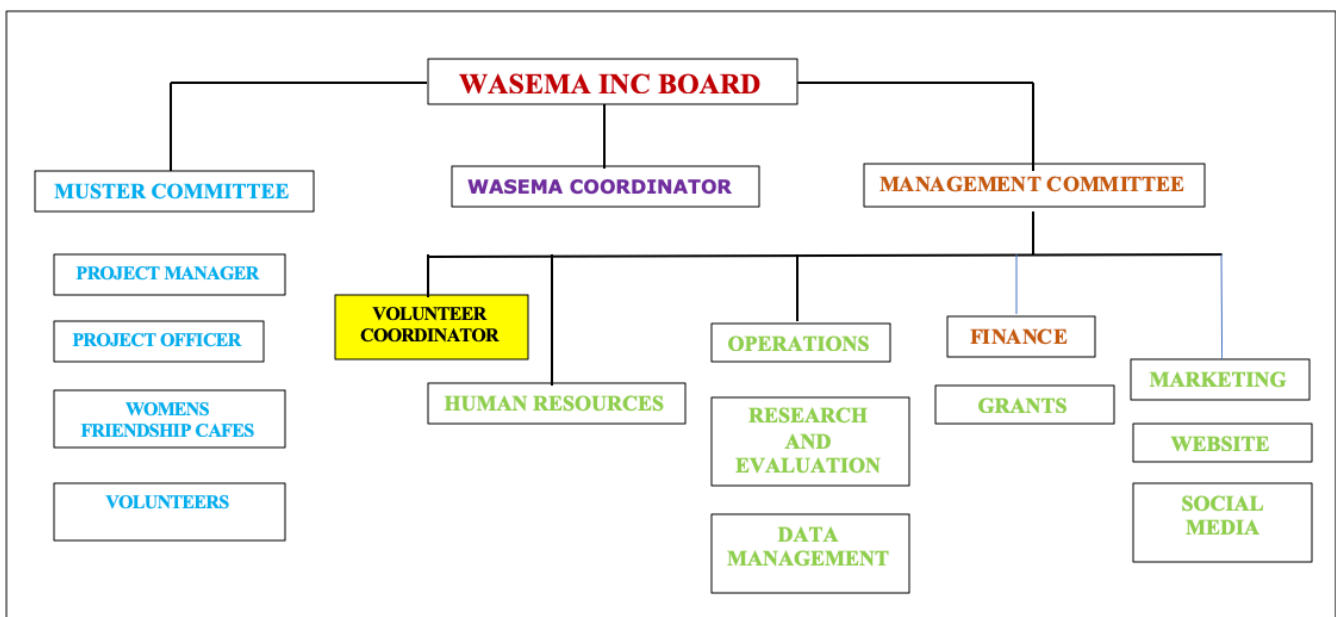 WASEMA INC BOARD
MUSTER COMMITTEE
WASEMA COORDINATOR
MANAGEMENT COMMITTEE
PROJECT MANAGER
PROJECT OFFICER
WOMENS
FRIENDSHIP CAFES
VOLUNTEERS
VOLUNTEER
COORDINATOR
HUMAN RESOURCES
OPERATIONS
RESEARCH
AND
EVALUATION
DATA
MANAGEMENT
FINANCE
GRANTS
MARKETING
WEBSITE
SOCIAL
MEDIA